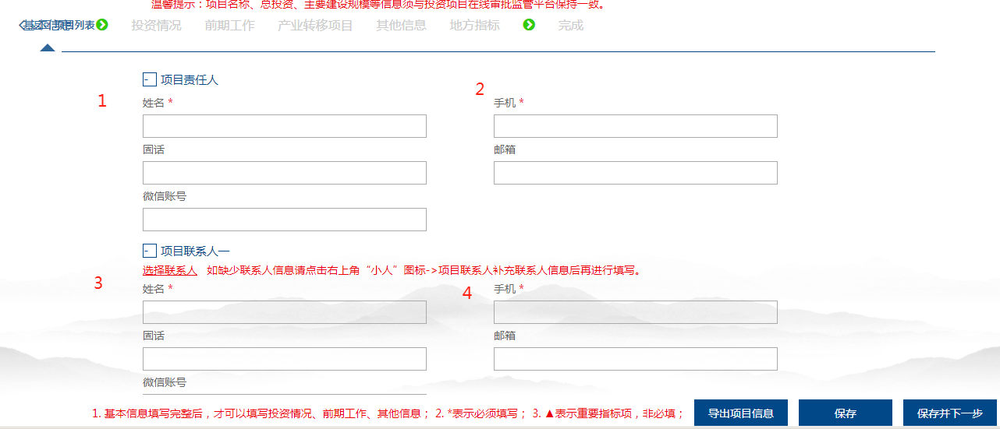 温馨提示：项目名称、总投资、主要建设规模等信息须与投资项目在线审批监管平台保持一致。
基本信息 返回项目列表 投资情况 前期工作 产业转移项目 其他信息 地方指标 完成
- 项目责任人
1 2
姓名 * 手机 *
固话 邮箱
微信账号
- 项目联系人一
选择联系人 如缺少联系人信息请点击右上角“小人”图标->项目联系人补充联系人信息后再进行填写。
3 4
姓名 * 手机 *
固话 邮箱
微信账号
1. 基本信息填写完整后，才可以填写投资情况、前期工作、其他信息； 2. *表示必须填写； 3. ▲表示重要指标项，非必填； 导出项目信息 保存 保存并下一步